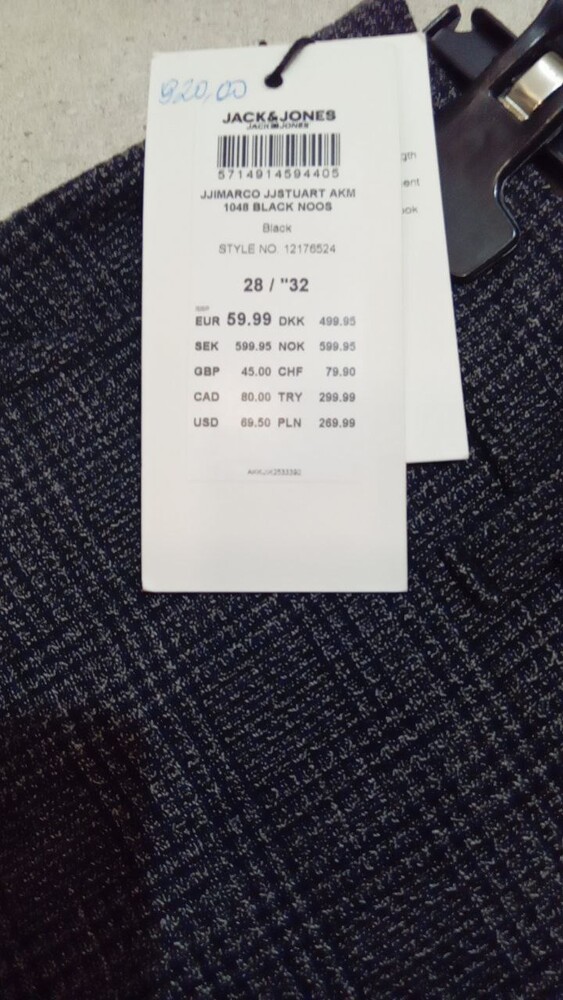 920,00
JACK&JONES
JACK&JONES
5714914594405
JJIMARCO JJSTUART AKM
1048 BLACK NOOS
Black
STYLE NO. 12176524
28 / "32
RRP
EUR 59.99 DKK 499.95
SEK 599.95 NOK 599.95
GBP 45.00 CHF 79.90
CAD 80.00 TRY 299.99
USD 69.50 PLN 269.99